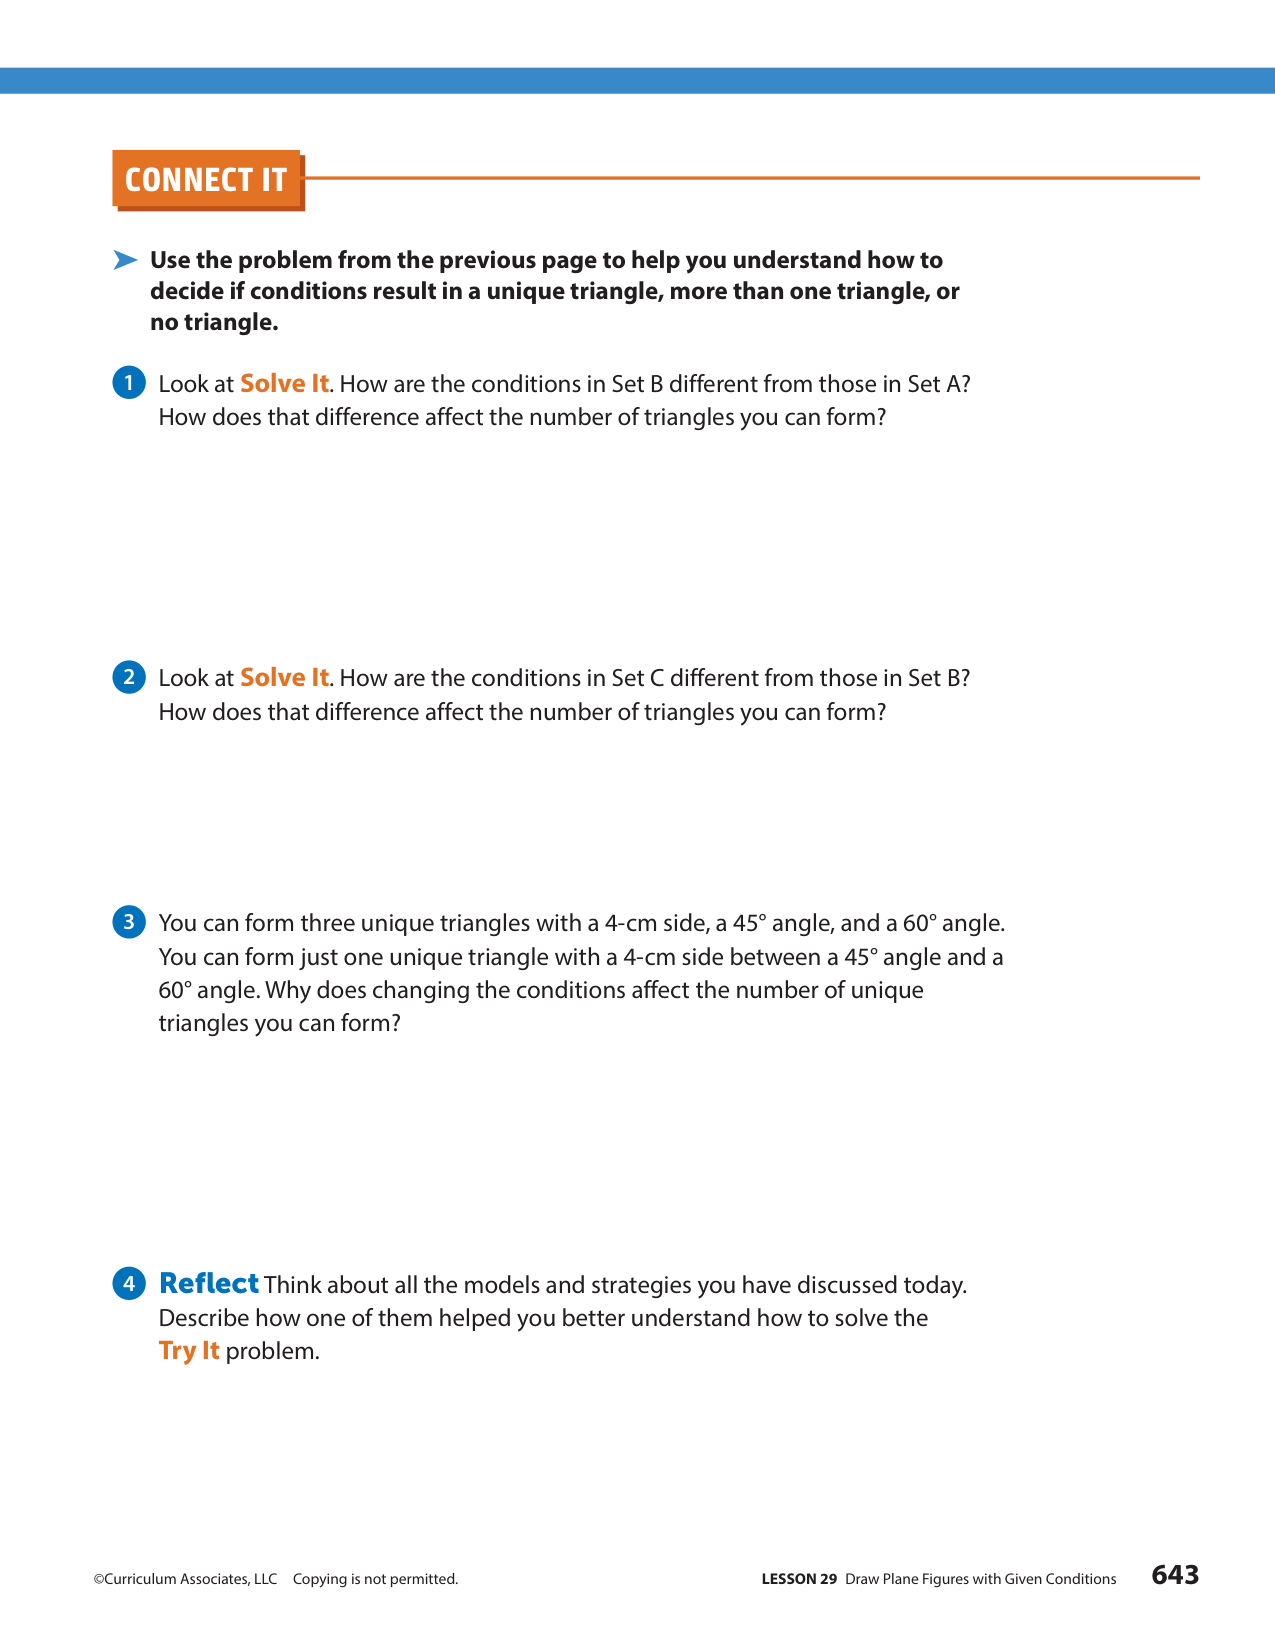 CONNECT IT
➤ Use the problem from the previous page to help you understand how to
decide if conditions result in a unique triangle, more than one triangle, or
no triangle.
1 Look at Solve It. How are the conditions in Set B different from those in Set A?
How does that difference affect the number of triangles you can form?
2 Look at Solve It. How are the conditions in Set C different from those in Set B?
How does that difference affect the number of triangles you can form?
3 You can form three unique triangles with a 4-cm side, a 45° angle, and a 60° angle.
You can form just one unique triangle with a 4-cm side between a 45° angle and a
60° angle. Why does changing the conditions affect the number of unique
triangles you can form?
4 Reflect Think about all the models and strategies you have discussed today.
Describe how one of them helped you better understand how to solve the
Try It problem.
©Curriculum Associates, LLC Copying is not permitted.
LESSON 29 Draw Plane Figures with Given Conditions 643